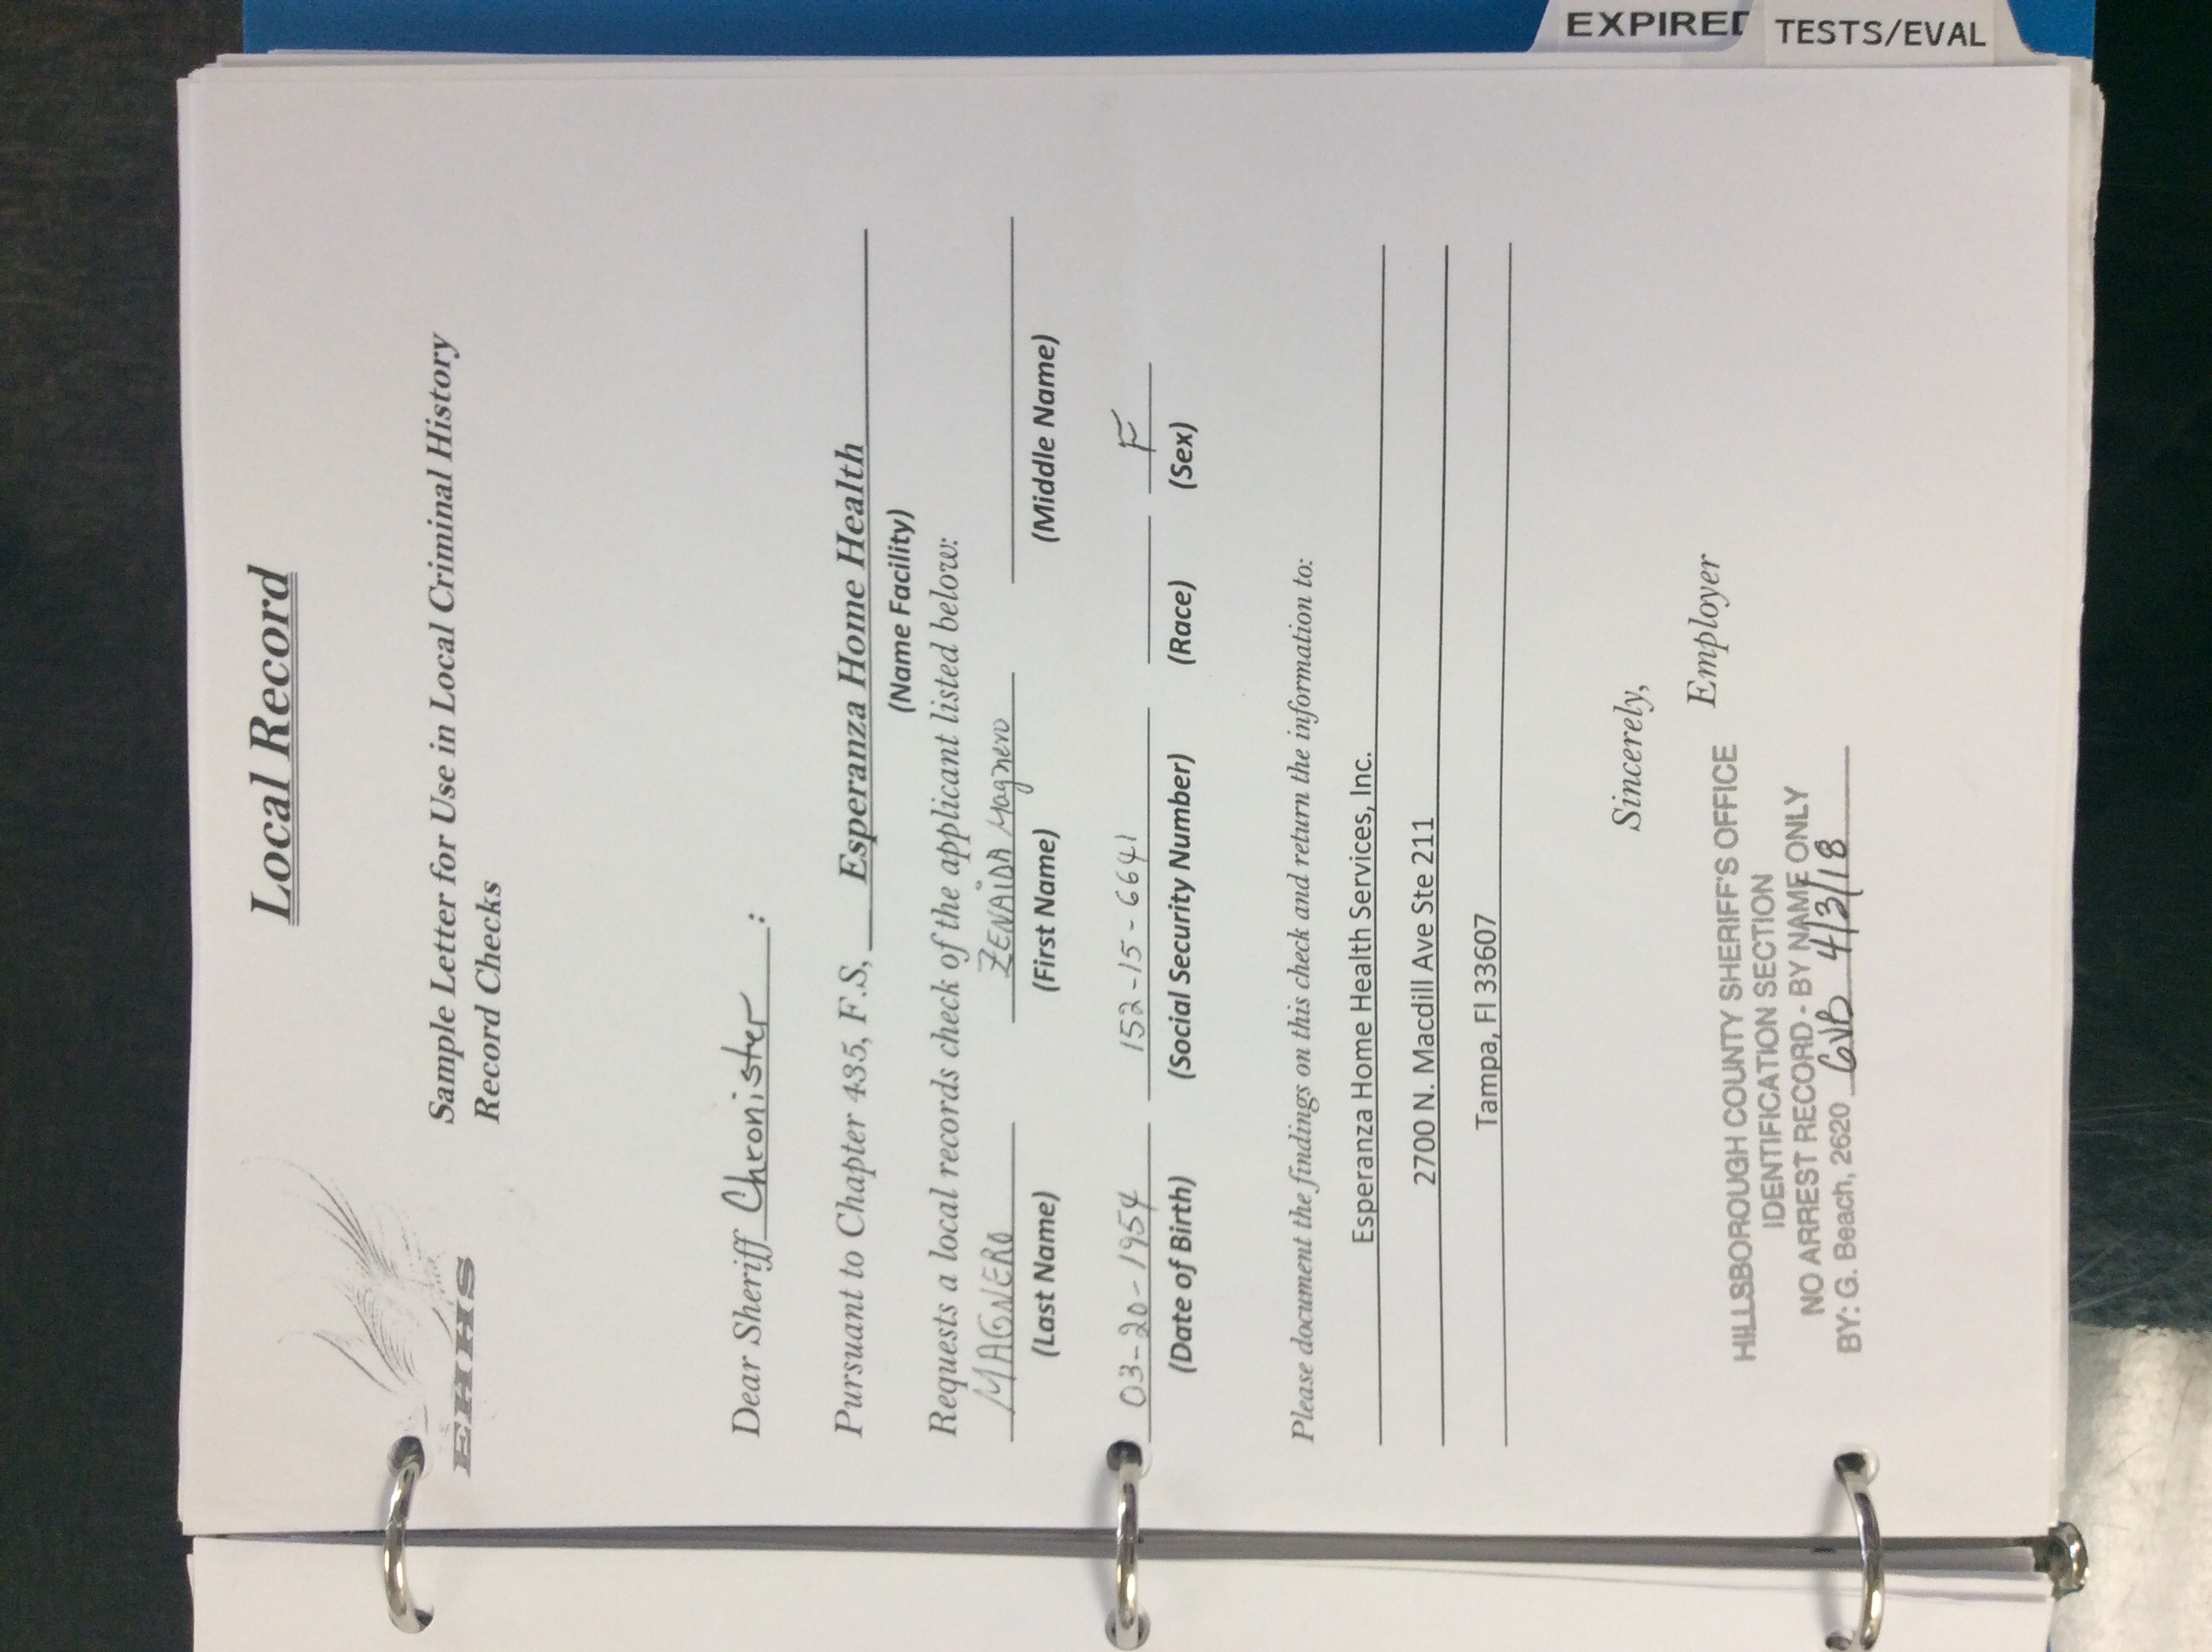 Local Record
EHHS
Sample Letter for Use in Local Criminal History
Record Checks
Dear Sheriff Chronister :
Pursuant to Chapter 435, F.S, Esperanza Home Health
(Name Facility)
Requests a local records check of the applicant listed below:
MAGNERO ZENAIDA Magnero
(Last Name) (First Name) (Middle Name)
03-20-1954 152-15-6641 F
(Date of Birth) (Social Security Number) (Race) (Sex)
Please document the findings on this check and return the information to:
Esperanza Home Health Services, Inc.
2700 N. Macdill Ave Ste 211
Tampa, Fl 33607
Sincerely,
Employer
HILLSBOROUGH COUNTY SHERIFF'S OFFICE
IDENTIFICATION SECTION
NO ARREST RECORD - BY NAME ONLY
BY: G. Beach, 2620 GVB 4/3/18
EXPIRED
TESTS/EVAL